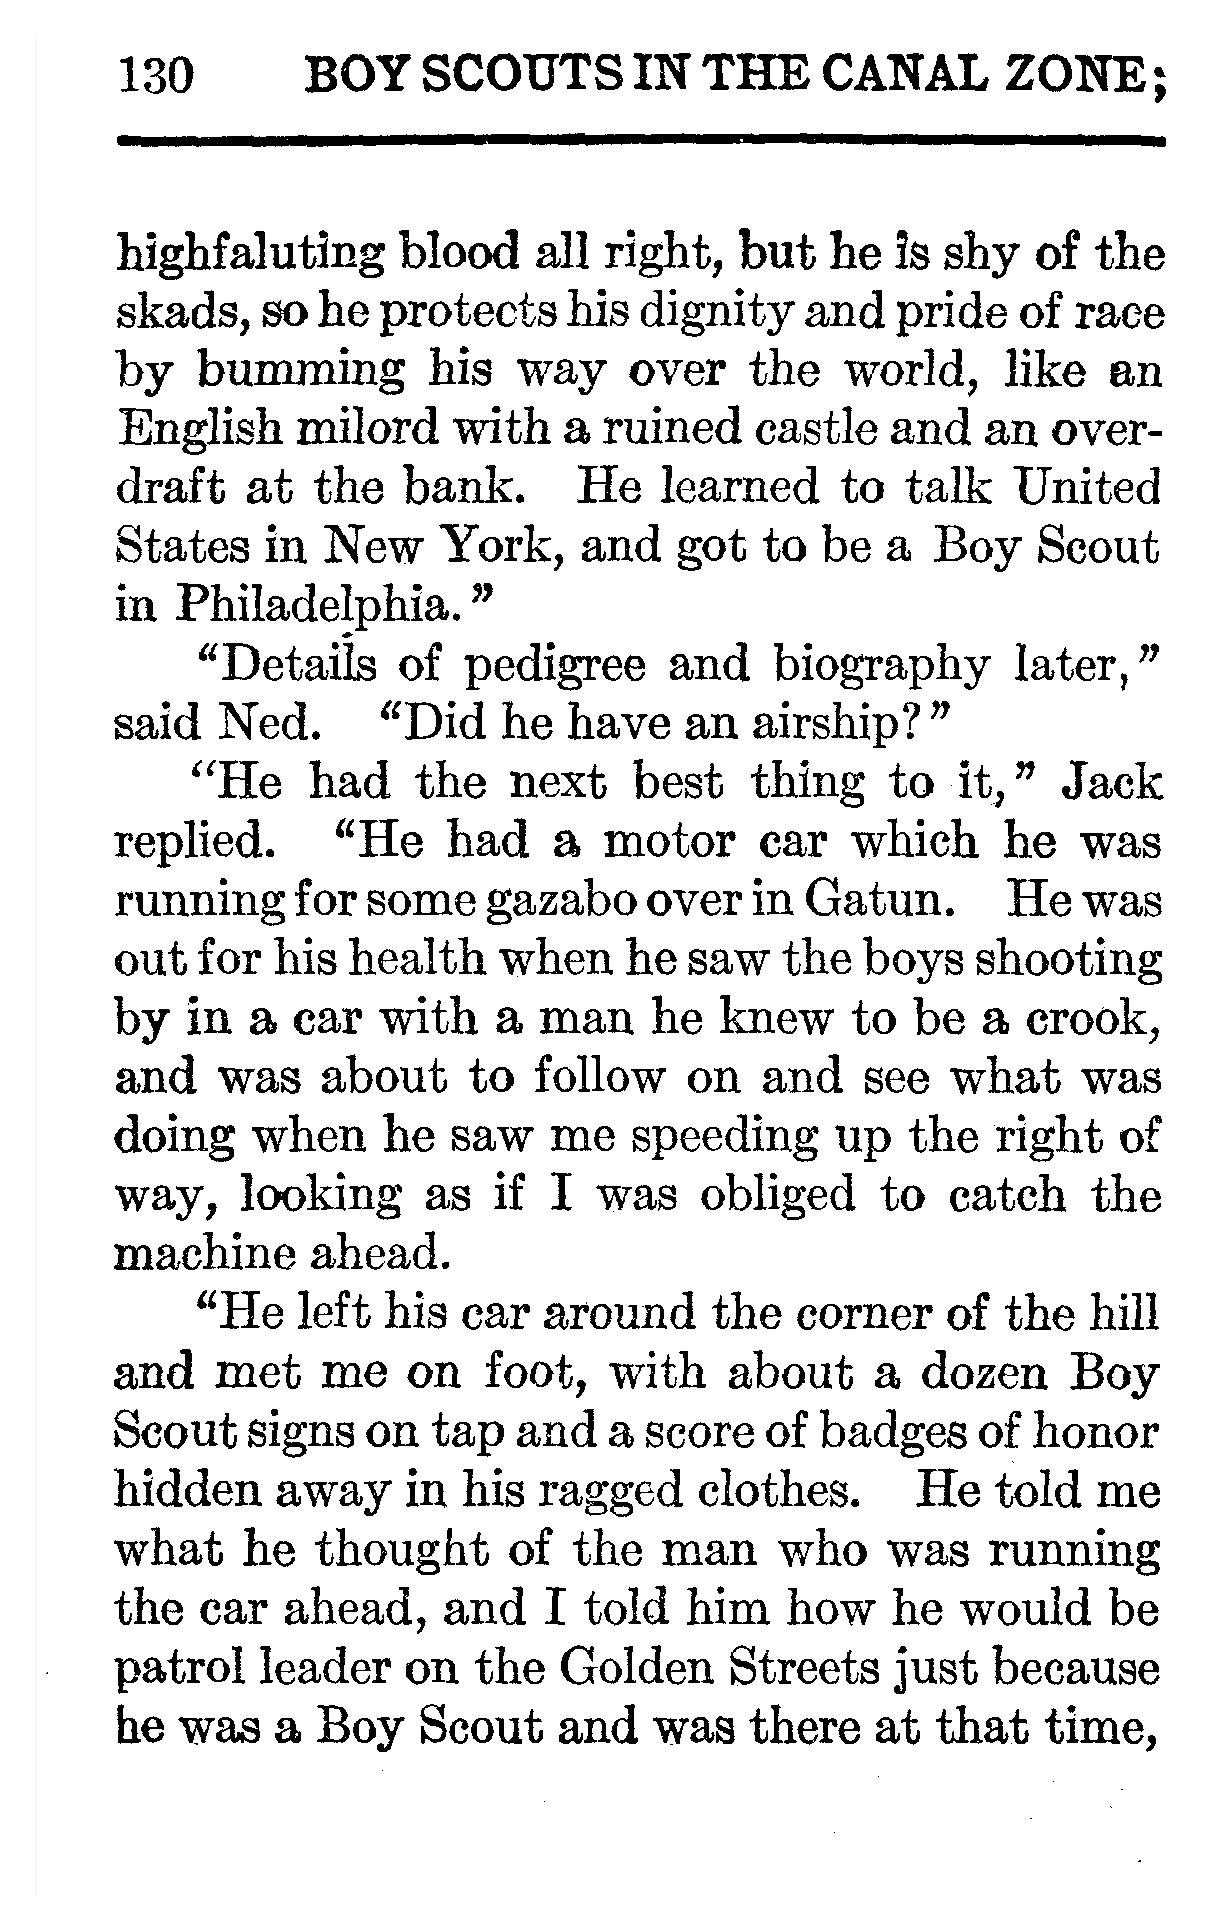 130 BOY SCOUTS IN THE CANAL ZONE;
highfaluting blood all right, but he is shy of the
skads, so he protects his dignity and pride of race
by bumming his way over the world, like an
English milord with a ruined castle and an over-
draft at the bank. He learned to talk United
States in New York, and got to be a Boy Scout
in Philadelphia."
"Details of pedigree and biography later,"
said Ned. "Did he have an airship?"
"He had the next best thing to it," Jack
replied. "He had a motor car which he was
running for some gazabo over in Gatun. He was
out for his health when he saw the boys shooting
by in a car with a man he knew to be a crook,
and was about to follow on and see what was
doing when he saw me speeding up the right of
way, looking as if I was obliged to catch the
machine ahead.
"He left his car around the corner of the hill
and met me on foot, with about a dozen Boy
Scout signs on tap and a score of badges of honor
hidden away in his ragged clothes. He told me
what he thought of the man who was running
the car ahead, and I told him how he would be
patrol leader on the Golden Streets just because
he was a Boy Scout and was there at that time,